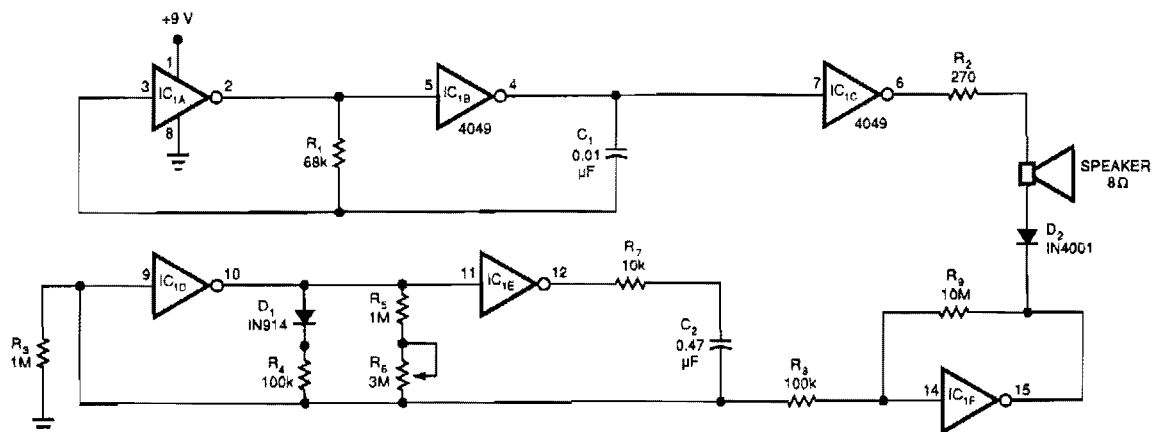 +9 V
1
3
IC1A
2
8
R1
68k
5
IC1B
4
4049
C1
0.01
µF
7
IC1C
6
4049
R2
270
SPEAKER
8Ω
D2
IN4001
R3
1M
9
IC1D
10
D1
IN914
R4
100k
R5
1M
R6
3M
11
IC1E
12
R7
10k
C2
0.47
µF
R8
100k
R9
10M
14
IC1F
15